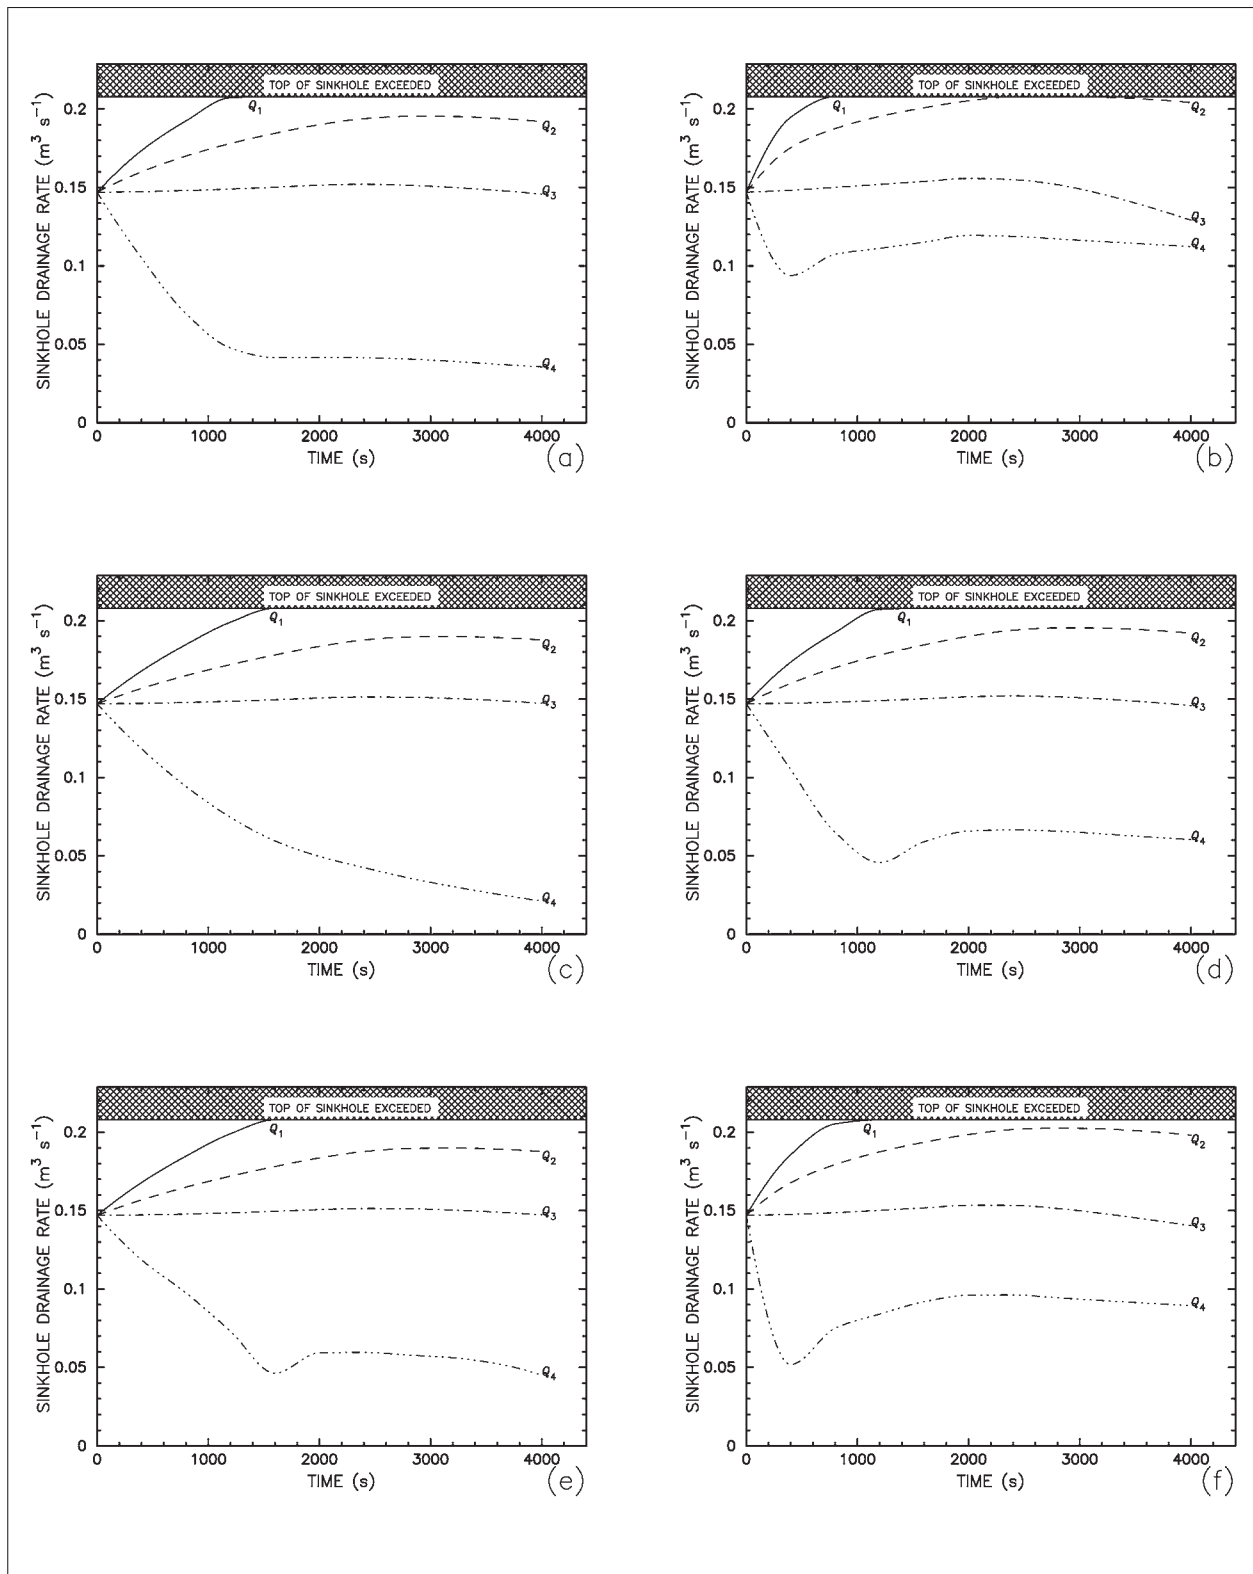 TOP OF SINKHOLE EXCEEDED
SINKHOLE DRAINAGE RATE (m³ s⁻¹)
0.2
0.15
0.1
0.05
0
Q₁
Q₂
Q₃
Q₄
0 1000 2000 3000 4000
TIME (s)
(a)
TOP OF SINKHOLE EXCEEDED
SINKHOLE DRAINAGE RATE (m³ s⁻¹)
0.2
0.15
0.1
0.05
0
Q₁
Q₂
Q₃
Q₄
0 1000 2000 3000 4000
TIME (s)
(b)
TOP OF SINKHOLE EXCEEDED
SINKHOLE DRAINAGE RATE (m³ s⁻¹)
0.2
0.15
0.1
0.05
0
Q₁
Q₂
Q₃
Q₄
0 1000 2000 3000 4000
TIME (s)
(c)
TOP OF SINKHOLE EXCEEDED
SINKHOLE DRAINAGE RATE (m³ s⁻¹)
0.2
0.15
0.1
0.05
0
Q₁
Q₂
Q₃
Q₄
0 1000 2000 3000 4000
TIME (s)
(d)
TOP OF SINKHOLE EXCEEDED
SINKHOLE DRAINAGE RATE (m³ s⁻¹)
0.2
0.15
0.1
0.05
0
Q₁
Q₂
Q₃
Q₄
0 1000 2000 3000 4000
TIME (s)
(e)
TOP OF SINKHOLE EXCEEDED
SINKHOLE DRAINAGE RATE (m³ s⁻¹)
0.2
0.15
0.1
0.05
0
Q₁
Q₂
Q₃
Q₄
0 1000 2000 3000 4000
TIME (s)
(f)